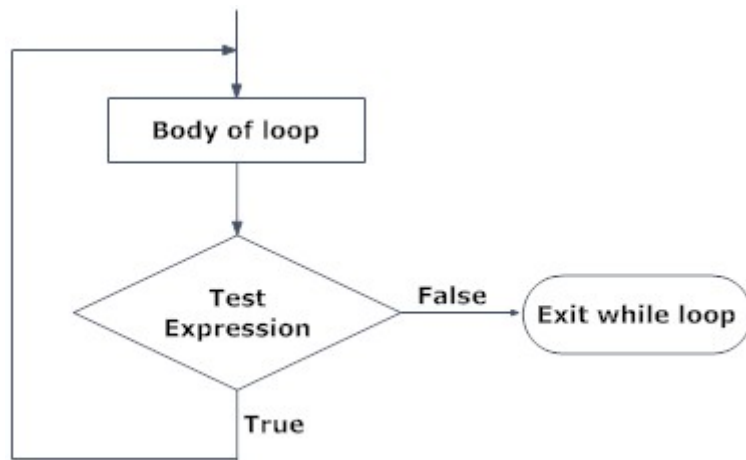 Body of loop
Test
Expression
False
Exit while loop
True